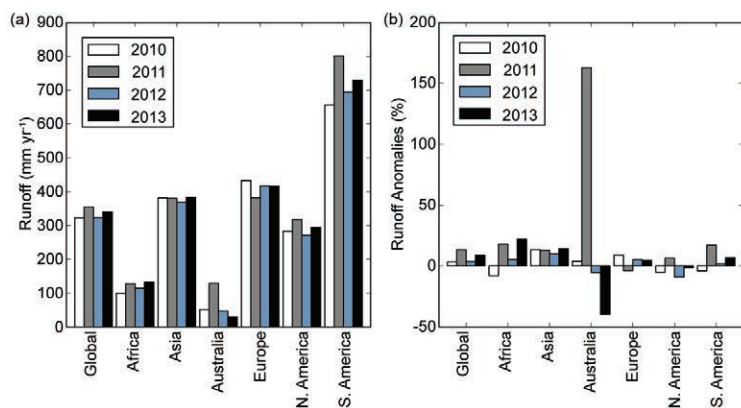 (a)
900
800
700
600
500
400
300
200
100
0
Runoff (mm yr⁻¹)
2010
2011
2012
2013
Global
Africa
Asia
Australia
Europe
N. America
S. America
(b)
200
150
100
50
0
-50
Runoff Anomalies (%)
2010
2011
2012
2013
Global
Africa
Asia
Australia
Europe
N. America
S. America